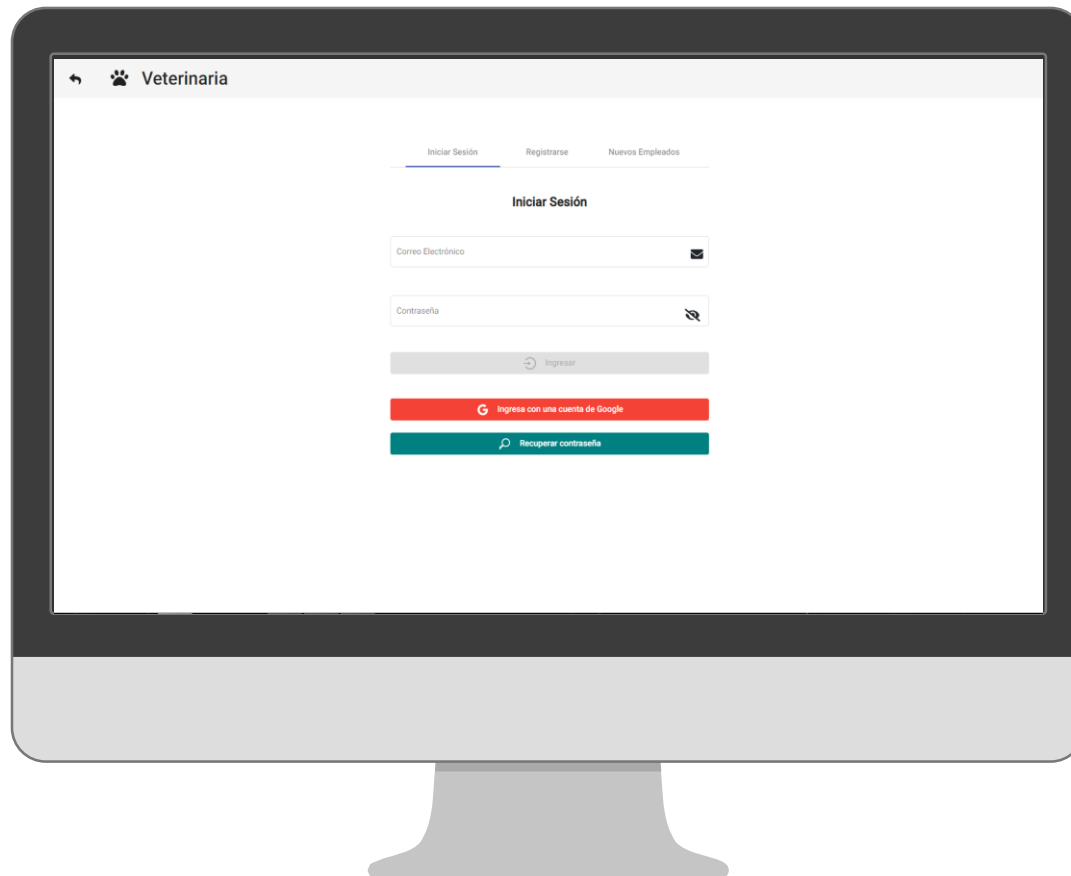 Veterinaria
Iniciar Sesión Registrarse Nuevos Empleados
Iniciar Sesión
Correo Electrónico
Contraseña
Ingresar
Ingresa con una cuenta de Google
Recuperar contraseña